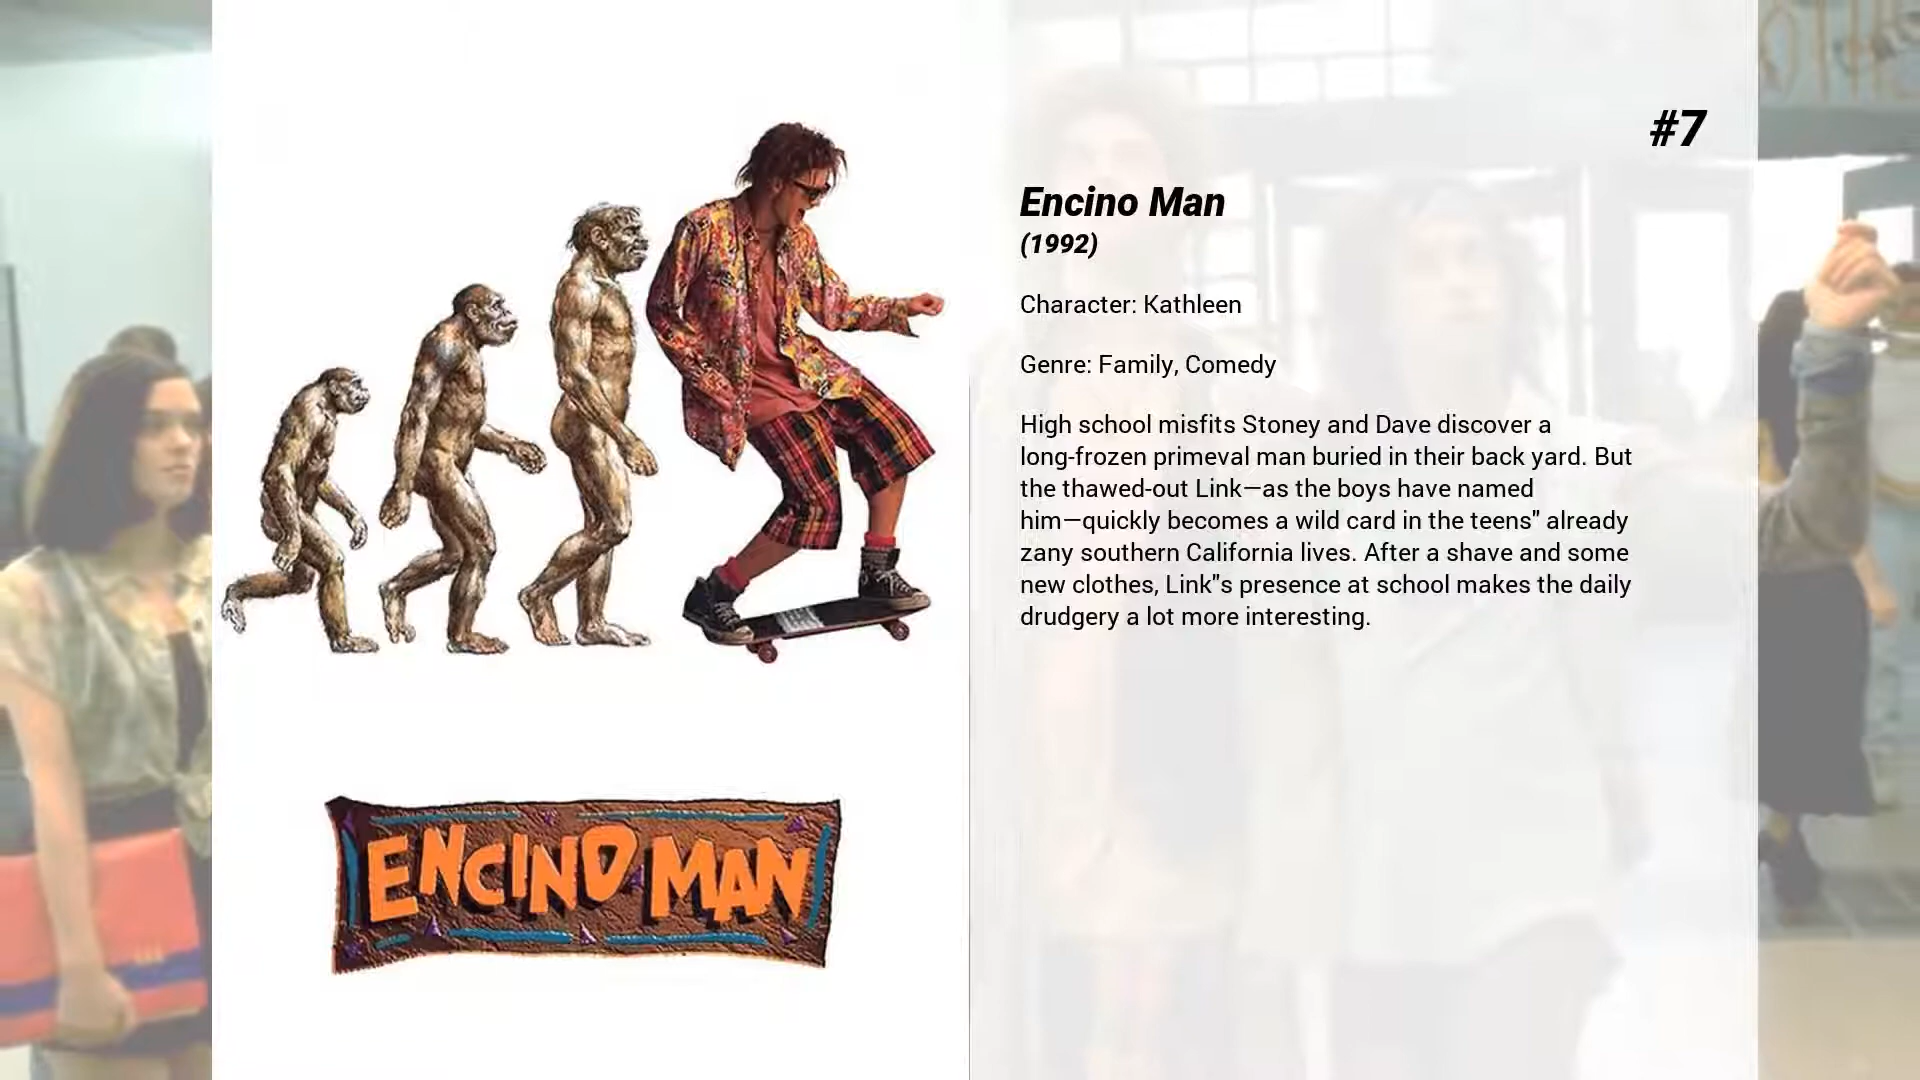 #7
Encino Man
(1992)
Character: Kathleen
Genre: Family, Comedy
High school misfits Stoney and Dave discover a
long-frozen primeval man buried in their back yard. But
the thawed-out Link—as the boys have named
him—quickly becomes a wild card in the teens" already
zany southern California lives. After a shave and some
new clothes, Link"s presence at school makes the daily
drudgery a lot more interesting.
ENCINO MAN